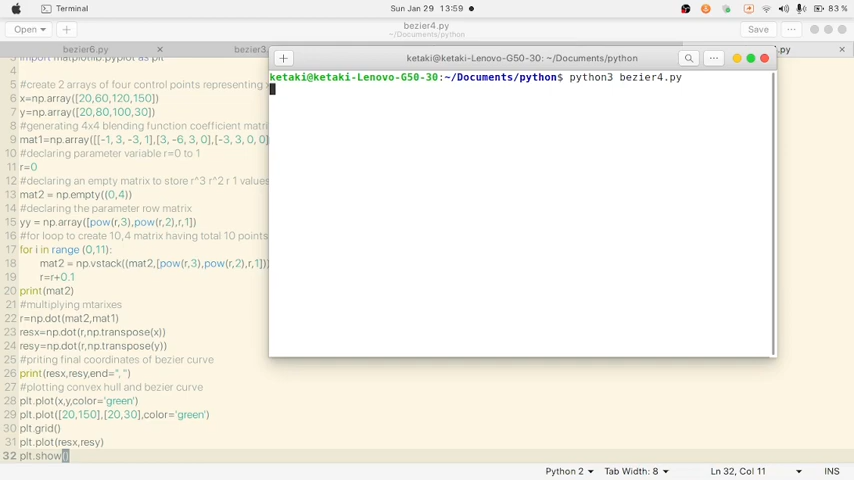 Terminal
Sun Jan 29 13:59
83 %
Open
bezier4.py
~/Documents/python
Save
bezier6.py
bezier3
.py
ketaki@ketaki-Lenovo-G50-30: ~/Documents/python
ketaki@ketaki-Lenovo-G50-30:~/Documents/python$ python3 bezier4.py
3 import matplotlib.pyplot as plt
4
5 #create 2 arrays of four control points representing
6 x=np.array([20,60,120,150])
7 y=np.array([20,80,100,30])
8 #generating 4x4 blending function coefficient matri
9 mat1=np.array([[-1, 3, -3, 1],[3, -6, 3, 0],[-3, 3, 0, 0]
10 #declaring parameter variable r=0 to 1
11 r=0
12 #declaring an empty matrix to store r^3 r^2 r 1 values
13 mat2 = np.empty((0,4))
14 #declaring the parameter row matrix
15 yy = np.array([pow(r,3),pow(r,2),r,1])
16 #for loop to create 10,4 matrix having total 10 points
17 for i in range (0,11):
18 mat2 = np.vstack((mat2,[pow(r,3),pow(r,2),r,1]))
19 r=r+0.1
20 print(mat2)
21 #multiplying mtarixes
22 r=np.dot(mat2,mat1)
23 resx=np.dot(r,np.transpose(x))
24 resy=np.dot(r,np.transpose(y))
25 #priting final coordinates of bezier curve
26 print(resx,resy,end=", ")
27 #plotting convex hull and bezier curve
28 plt.plot(x,y,color='green')
29 plt.plot([20,150],[20,30],color='green')
30 plt.grid()
31 plt.plot(resx,resy)
32 plt.show()
Python 2
Tab Width: 8
Ln 32, Col 11
INS